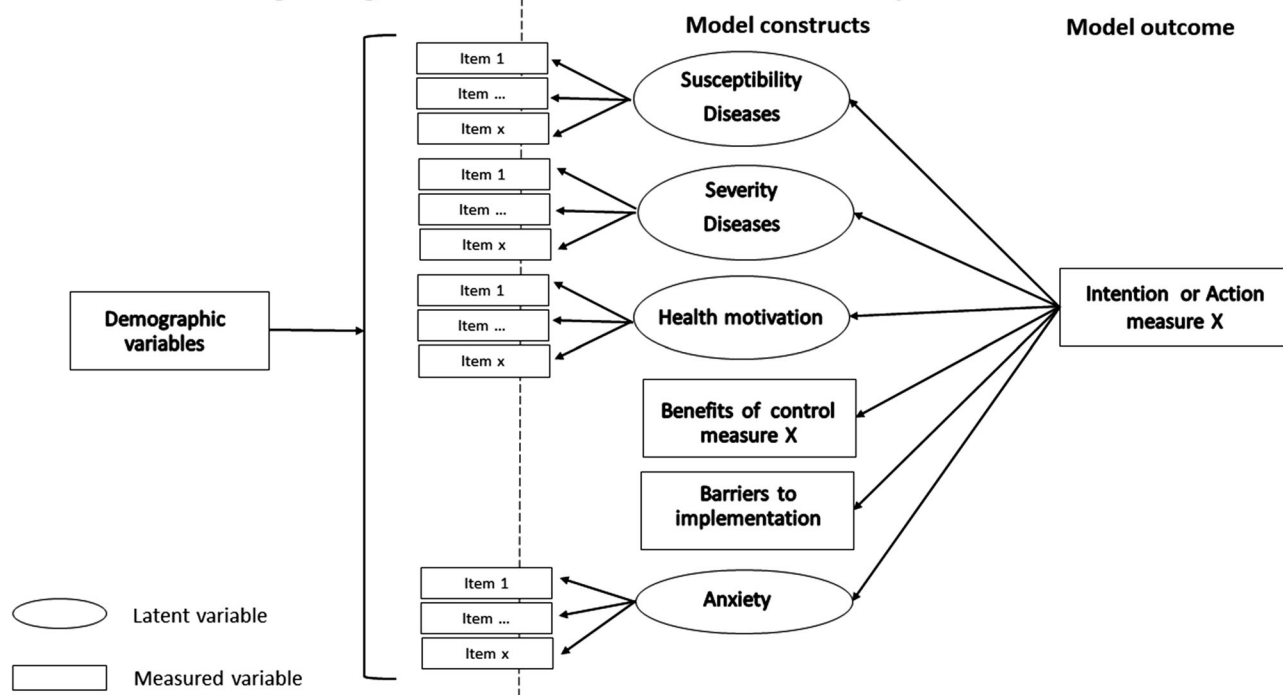 Model constructs
Model outcome
Item 1
Item ...
Item x
Susceptibility
Diseases
Item 1
Item ...
Item x
Severity
Diseases
Item 1
Item ...
Item x
Health motivation
Demographic
variables
Intention or Action
measure X
Benefits of control
measure X
Barriers to
implementation
Item 1
Item ...
Item x
Anxiety
Latent variable
Measured variable